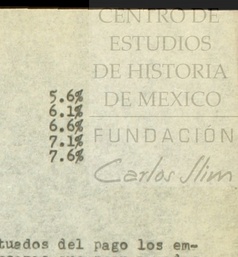 CENTRO DE
ESTUDIOS
DE HISTORIA
DE MEXICO
FUNDACIÓN
Carlos Slim
5.6%
6.1%
6.6%
7.1%
7.6%
tuados del pago los em-